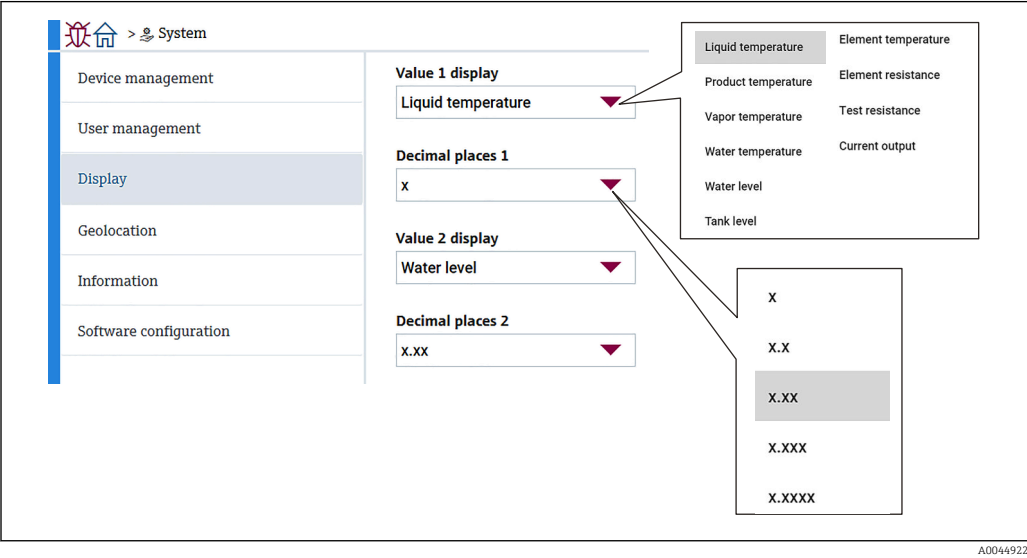 > System
Device management
User management
Display
Geolocation
Information
Software configuration
Value 1 display
Liquid temperature
Decimal places 1
X
Value 2 display
Water level
Decimal places 2
X.XX
Liquid temperature
Product temperature
Vapor temperature
Water temperature
Water level
Tank level
Element temperature
Element resistance
Test resistance
Current output
X
X.X
X.XX
X.XXX
X.XXXX
A0044922